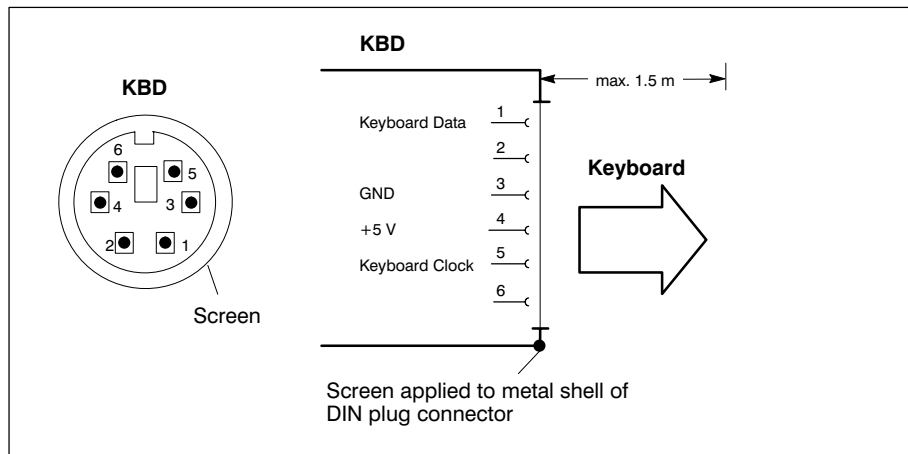 KBD
KBD
max. 1.5 m
6
5
4
3
2
1
Screen
Keyboard Data 1
2
GND 3
+5 V 4
Keyboard Clock 5
6
Keyboard
Screen applied to metal shell of
DIN plug connector